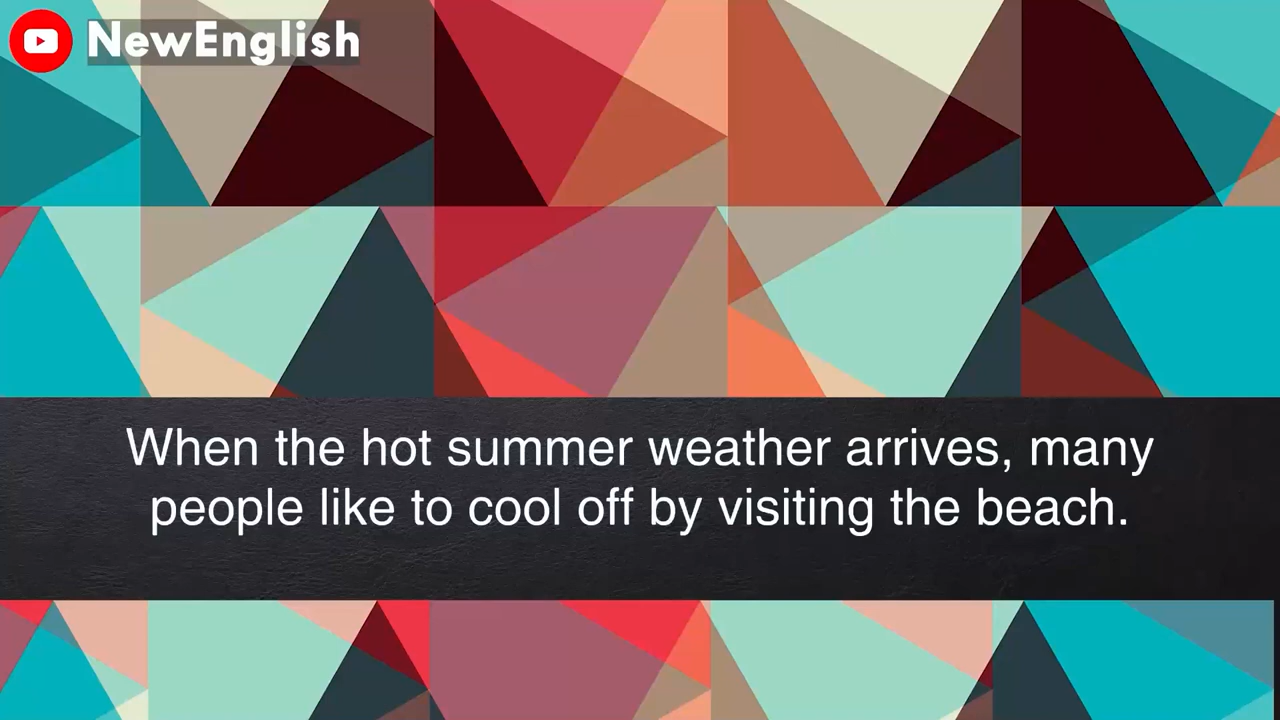 NewEnglish
When the hot summer weather arrives, many
people like to cool off by visiting the beach.